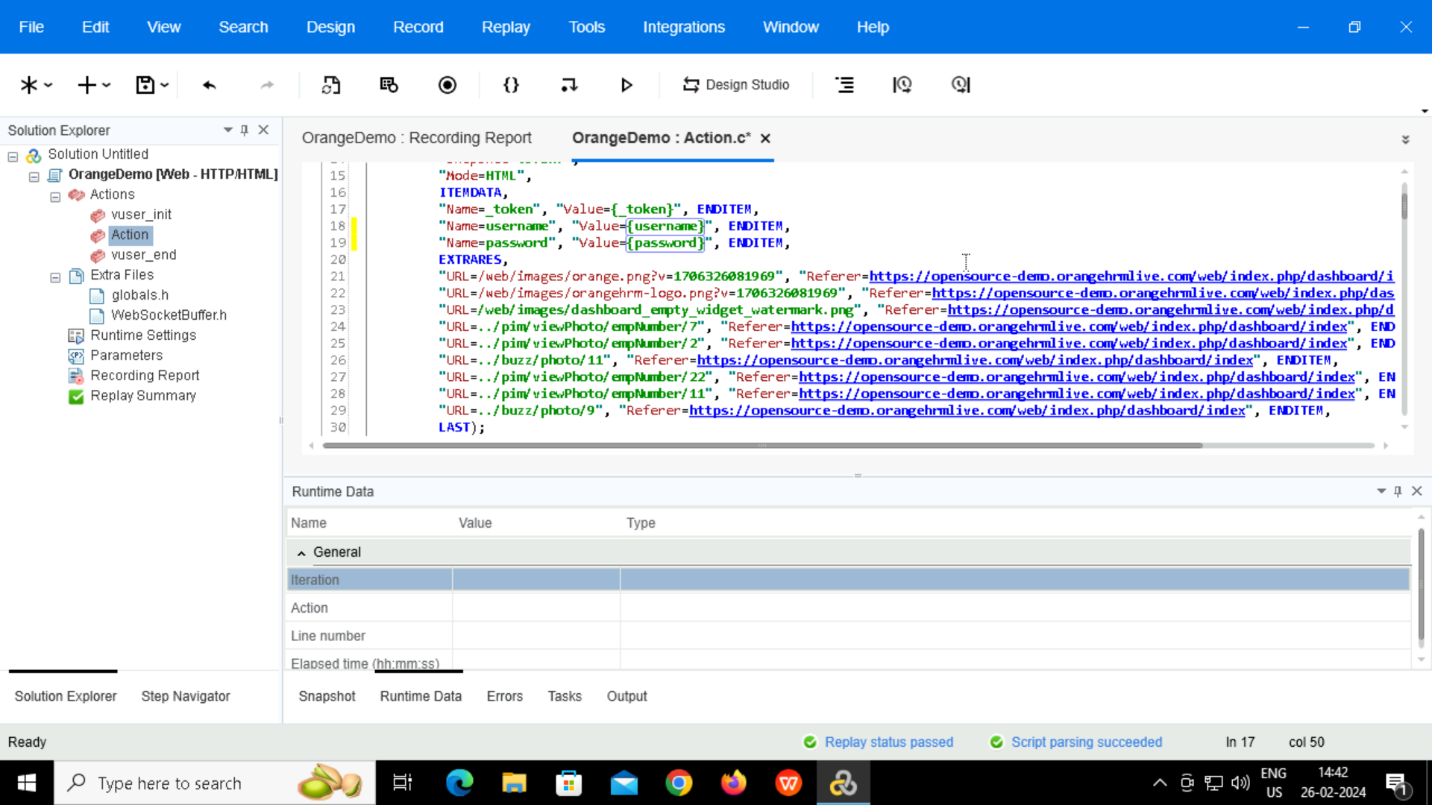 File Edit View Search Design Record Replay Tools Integrations Window Help
Design Studio
Solution Explorer
Solution Untitled
OrangeDemo [Web - HTTP/HTML]
Actions
vuser_init
Action
vuser_end
Extra Files
globals.h
WebSocketBuffer.h
Runtime Settings
Parameters
Recording Report
Replay Summary
OrangeDemo : Recording Report OrangeDemo : Action.c*
15 "Mode=HTML",
16 ITEMDATA,
17 "Name=_token", "Value={_token}", ENDITEM,
18 "Name=username", "Value={username}", ENDITEM,
19 "Name=password", "Value={password}", ENDITEM,
20 EXTRARES,
21 "URL=/web/images/orange.png?v=1706326081969", "Referer=https://opensource-demo.orangehrmlive.com/web/index.php/dashboard/i
22 "URL=/web/images/orangehrm-logo.png?v=1706326081969", "Referer=https://opensource-demo.orangehrmlive.com/web/index.php/das
23 "URL=/web/images/dashboard_empty_widget_watermark.png", "Referer=https://opensource-demo.orangehrmlive.com/web/index.php/d
24 "URL=../pim/viewPhoto/empNumber/7", "Referer=https://opensource-demo.orangehrmlive.com/web/index.php/dashboard/index", END
25 "URL=../pim/viewPhoto/empNumber/2", "Referer=https://opensource-demo.orangehrmlive.com/web/index.php/dashboard/index", END
26 "URL=../buzz/photo/11", "Referer=https://opensource-demo.orangehrmlive.com/web/index.php/dashboard/index", ENDITEM,
27 "URL=../pim/viewPhoto/empNumber/22", "Referer=https://opensource-demo.orangehrmlive.com/web/index.php/dashboard/index", EN
28 "URL=../pim/viewPhoto/empNumber/11", "Referer=https://opensource-demo.orangehrmlive.com/web/index.php/dashboard/index", EN
29 "URL=../buzz/photo/9", "Referer=https://opensource-demo.orangehrmlive.com/web/index.php/dashboard/index", ENDITEM,
30 LAST);
Runtime Data
Name Value Type
General
Iteration
Action
Line number
Elapsed time (hh:mm:ss)
Solution Explorer Step Navigator
Snapshot Runtime Data Errors Tasks Output
Ready Replay status passed Script parsing succeeded ln 17 col 50
Type here to search
ENG
US
14:42
26-02-2024
1